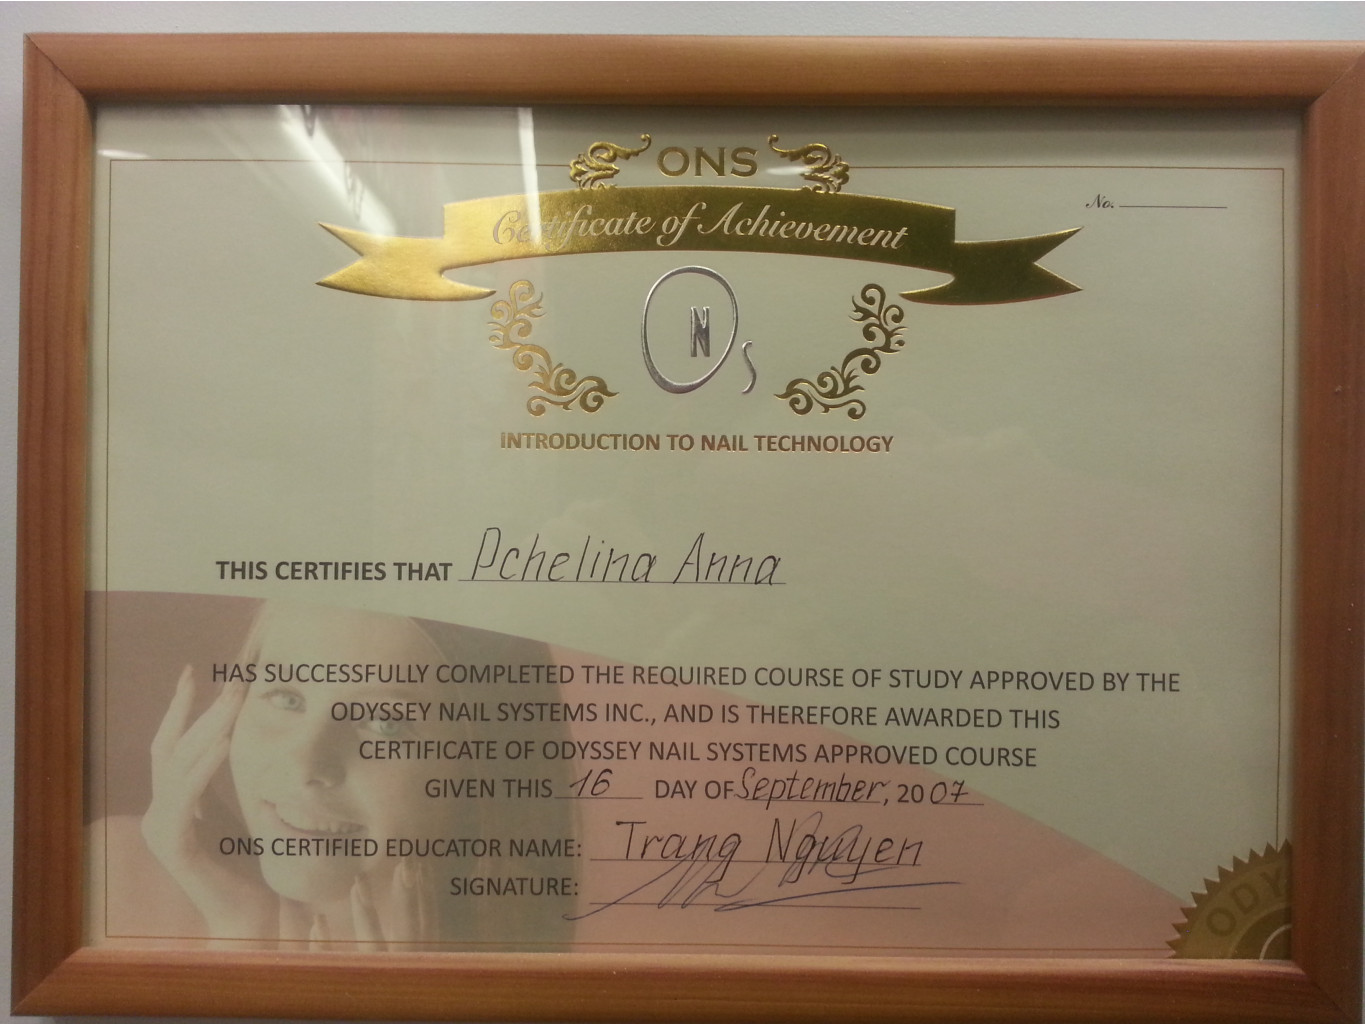 ONS
Certificate of Achievement
No.
ONS
INTRODUCTION TO NAIL TECHNOLOGY
THIS CERTIFIES THAT Pchelina Anna
HAS SUCCESSFULLY COMPLETED THE REQUIRED COURSE OF STUDY APPROVED BY THE
ODYSSEY NAIL SYSTEMS INC., AND IS THEREFORE AWARDED THIS
CERTIFICATE OF ODYSSEY NAIL SYSTEMS APPROVED COURSE
GIVEN THIS 16 DAY OF September, 2007
ONS CERTIFIED EDUCATOR NAME: Trang Nguyen
SIGNATURE:
ODY